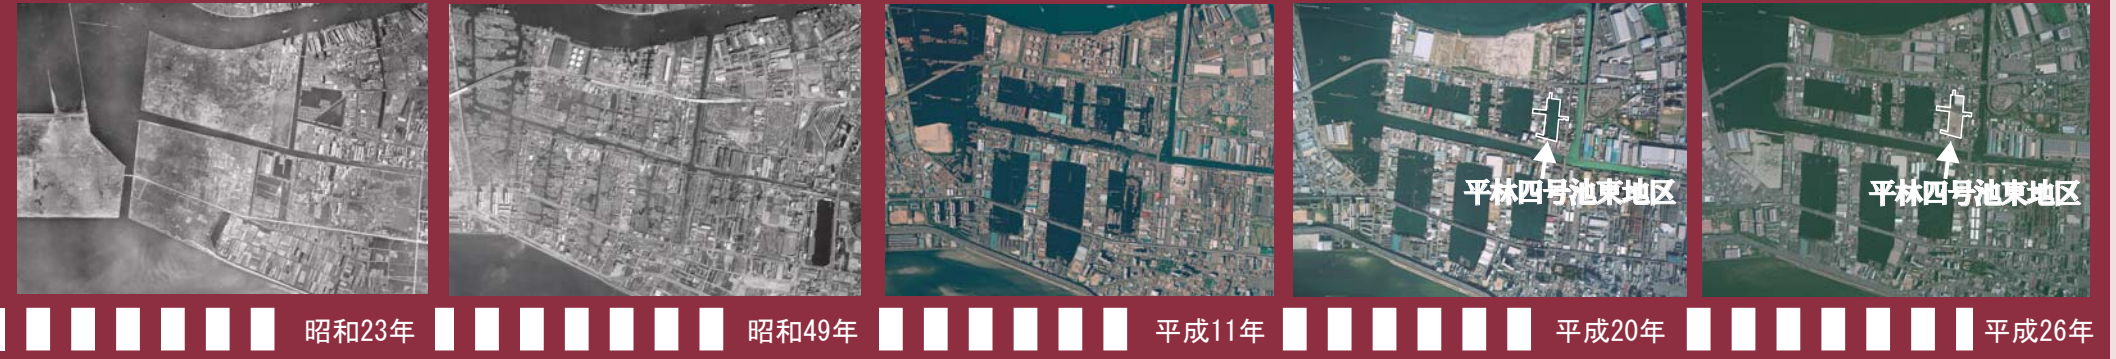 平林四号池東地区
平林四号池東地区
昭和23年
昭和49年
平成11年
平成20年
平成26年